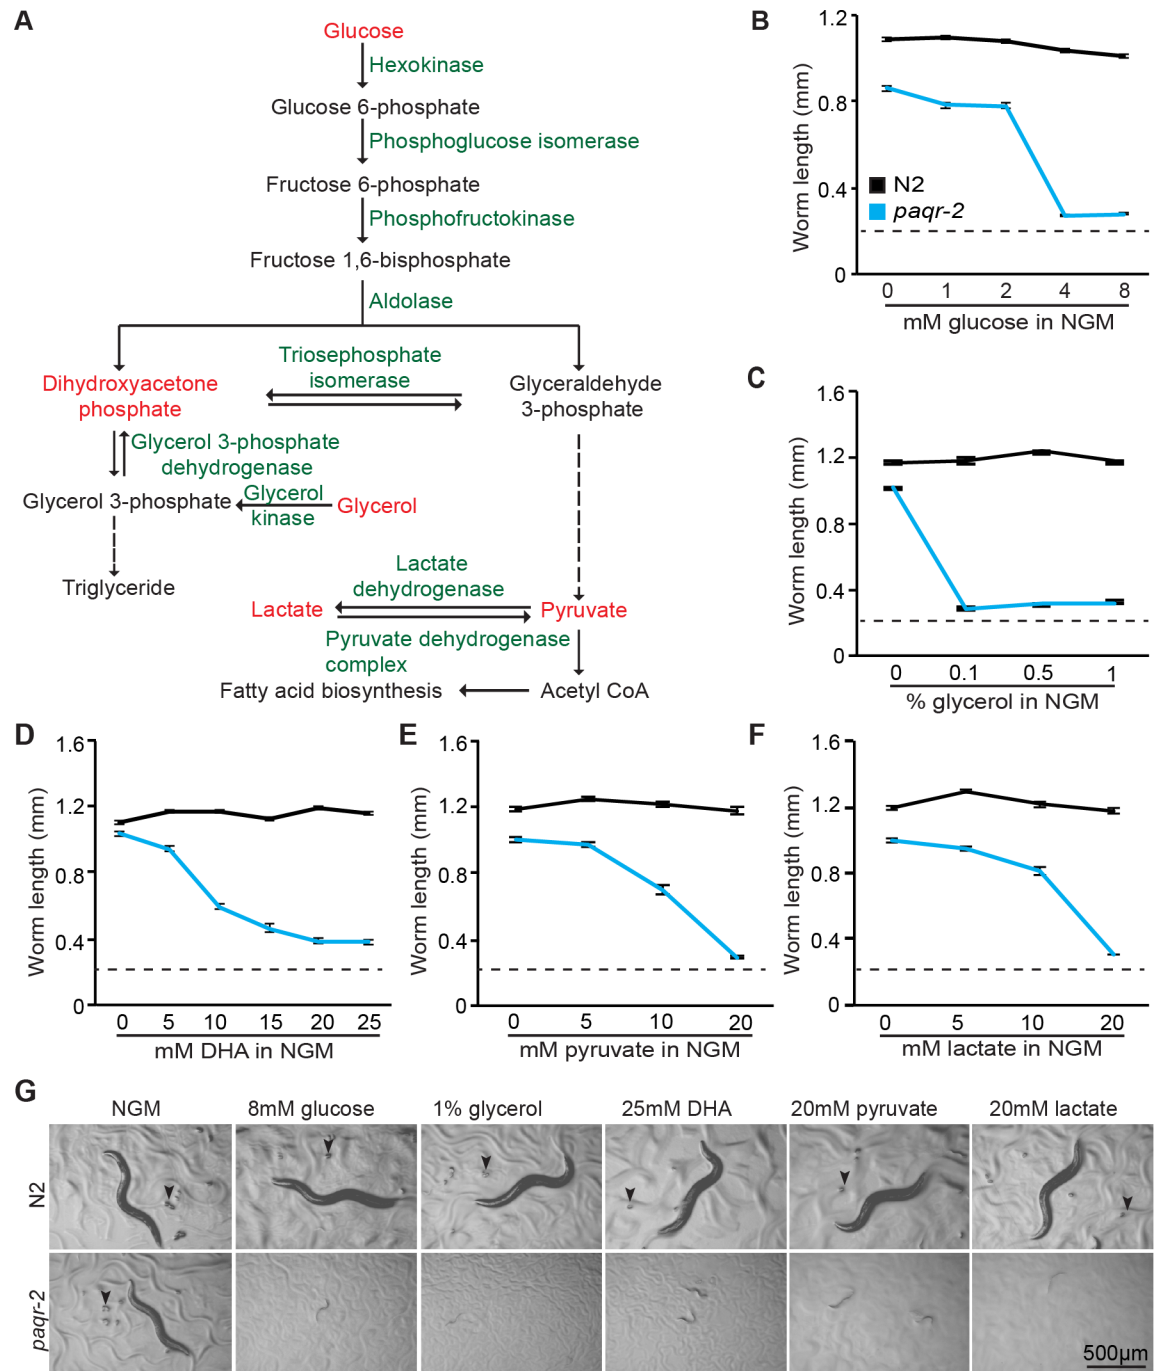 A
Glucose
Hexokinase
Glucose 6-phosphate
Phosphoglucose isomerase
Fructose 6-phosphate
Phosphofructokinase
Fructose 1,6-bisphosphate
Aldolase
Triosephosphate
isomerase
Dihydroxyacetone
phosphate
Glyceraldehyde
3-phosphate
Glycerol 3-phosphate
dehydrogenase
Glycerol 3-phosphate
Glycerol
kinase
Glycerol
Triglyceride
Lactate
dehydrogenase
Lactate
Pyruvate
Pyruvate dehydrogenase
complex
Fatty acid biosynthesis
Acetyl CoA
B
Worm length (mm)
1.2
0.8
0.4
0
N2
paqr-2
0 1 2 4 8
mM glucose in NGM
C
Worm length (mm)
1.6
1.2
0.8
0.4
0
0 0.1 0.5 1
% glycerol in NGM
D
Worm length (mm)
1.6
1.2
0.8
0.4
0
0 5 10 15 20 25
mM DHA in NGM
E
Worm length (mm)
1.6
1.2
0.8
0.4
0
0 5 10 20
mM pyruvate in NGM
F
Worm length (mm)
1.6
1.2
0.8
0.4
0
0 5 10 20
mM lactate in NGM
G
NGM 8mM glucose 1% glycerol 25mM DHA 20mM pyruvate 20mM lactate
N2
paqr-2
500µm